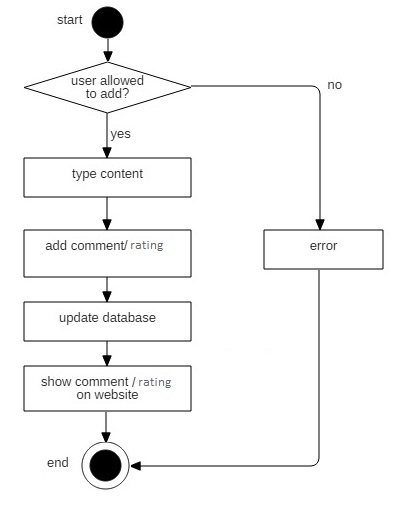 start
user allowed
to add?
no
yes
type content
add comment/ rating
error
update database
show comment / rating
on website
end